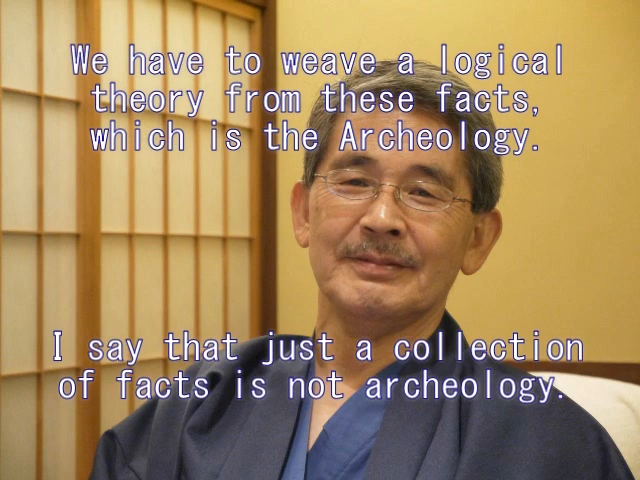 We have to weave a logical
theory from these facts,
which is the Archeology.
I say that just a collection
of facts is not archeology.